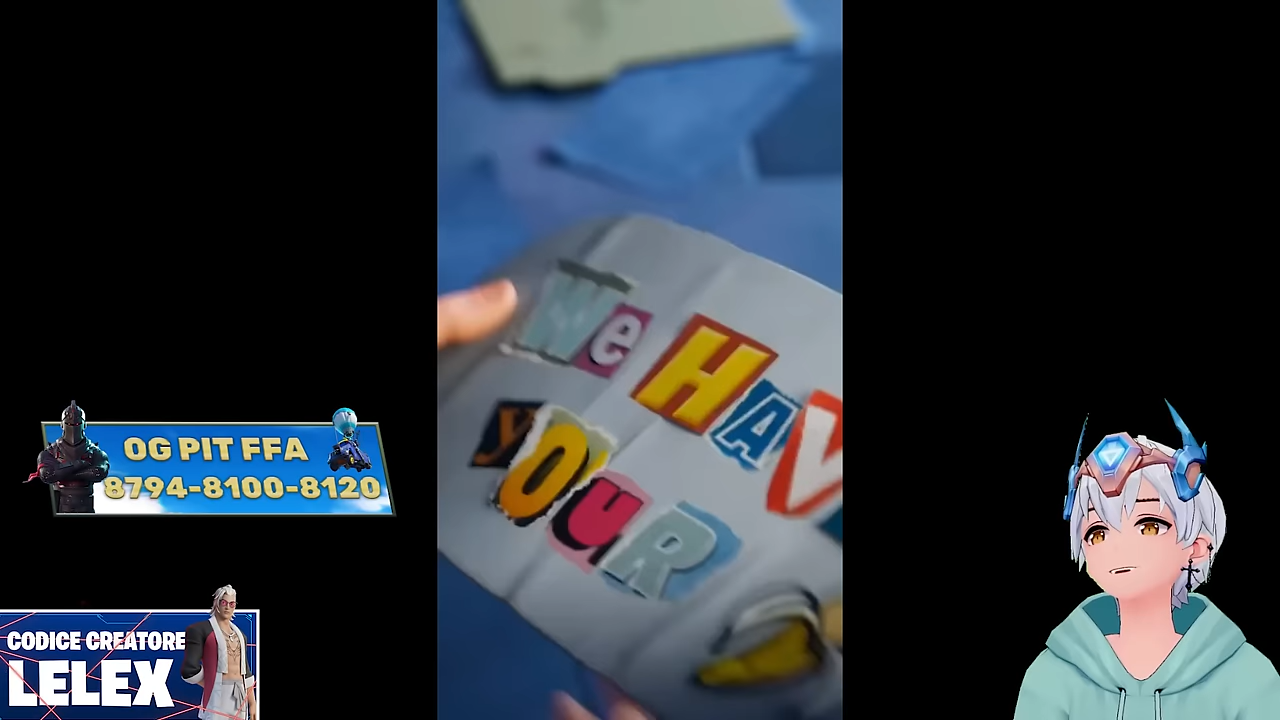 We HAV
yOUR
OG PIT FFA
8794-8100-8120
CODICE CREATORE
LELEX